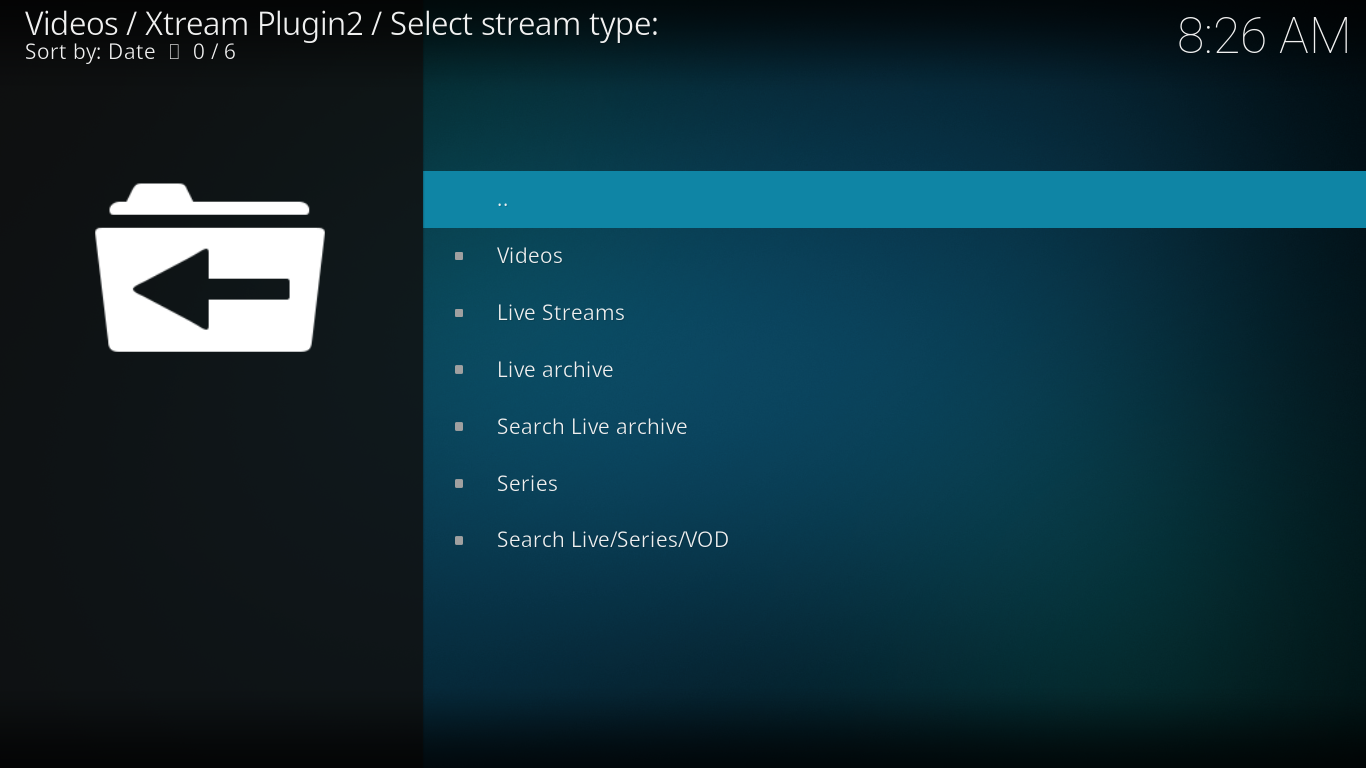 Videos / Xtream Plugin2 / Select stream type:
Sort by: Date 0 / 6
8:26 AM
..
Videos
Live Streams
Live archive
Search Live archive
Series
Search Live/Series/VOD